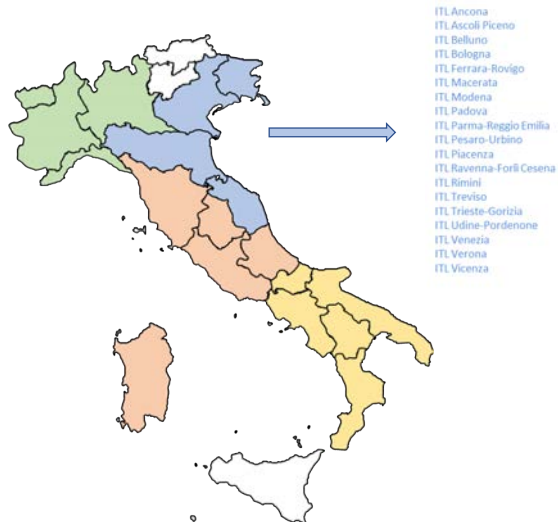 ITL Ancona
ITL Ascoli Piceno
ITL Belluno
ITL Bologna
ITL Ferrara-Rovigo
ITL Macerata
ITL Modena
ITL Padova
ITL Parma-Reggio Emilia
ITL Pesaro-Urbino
ITL Piacenza
ITL Ravenna-Forlì Cesena
ITL Rimini
ITL Treviso
ITL Trieste-Gorizia
ITL Udine-Pordenone
ITL Venezia
ITL Verona
ITL Vicenza